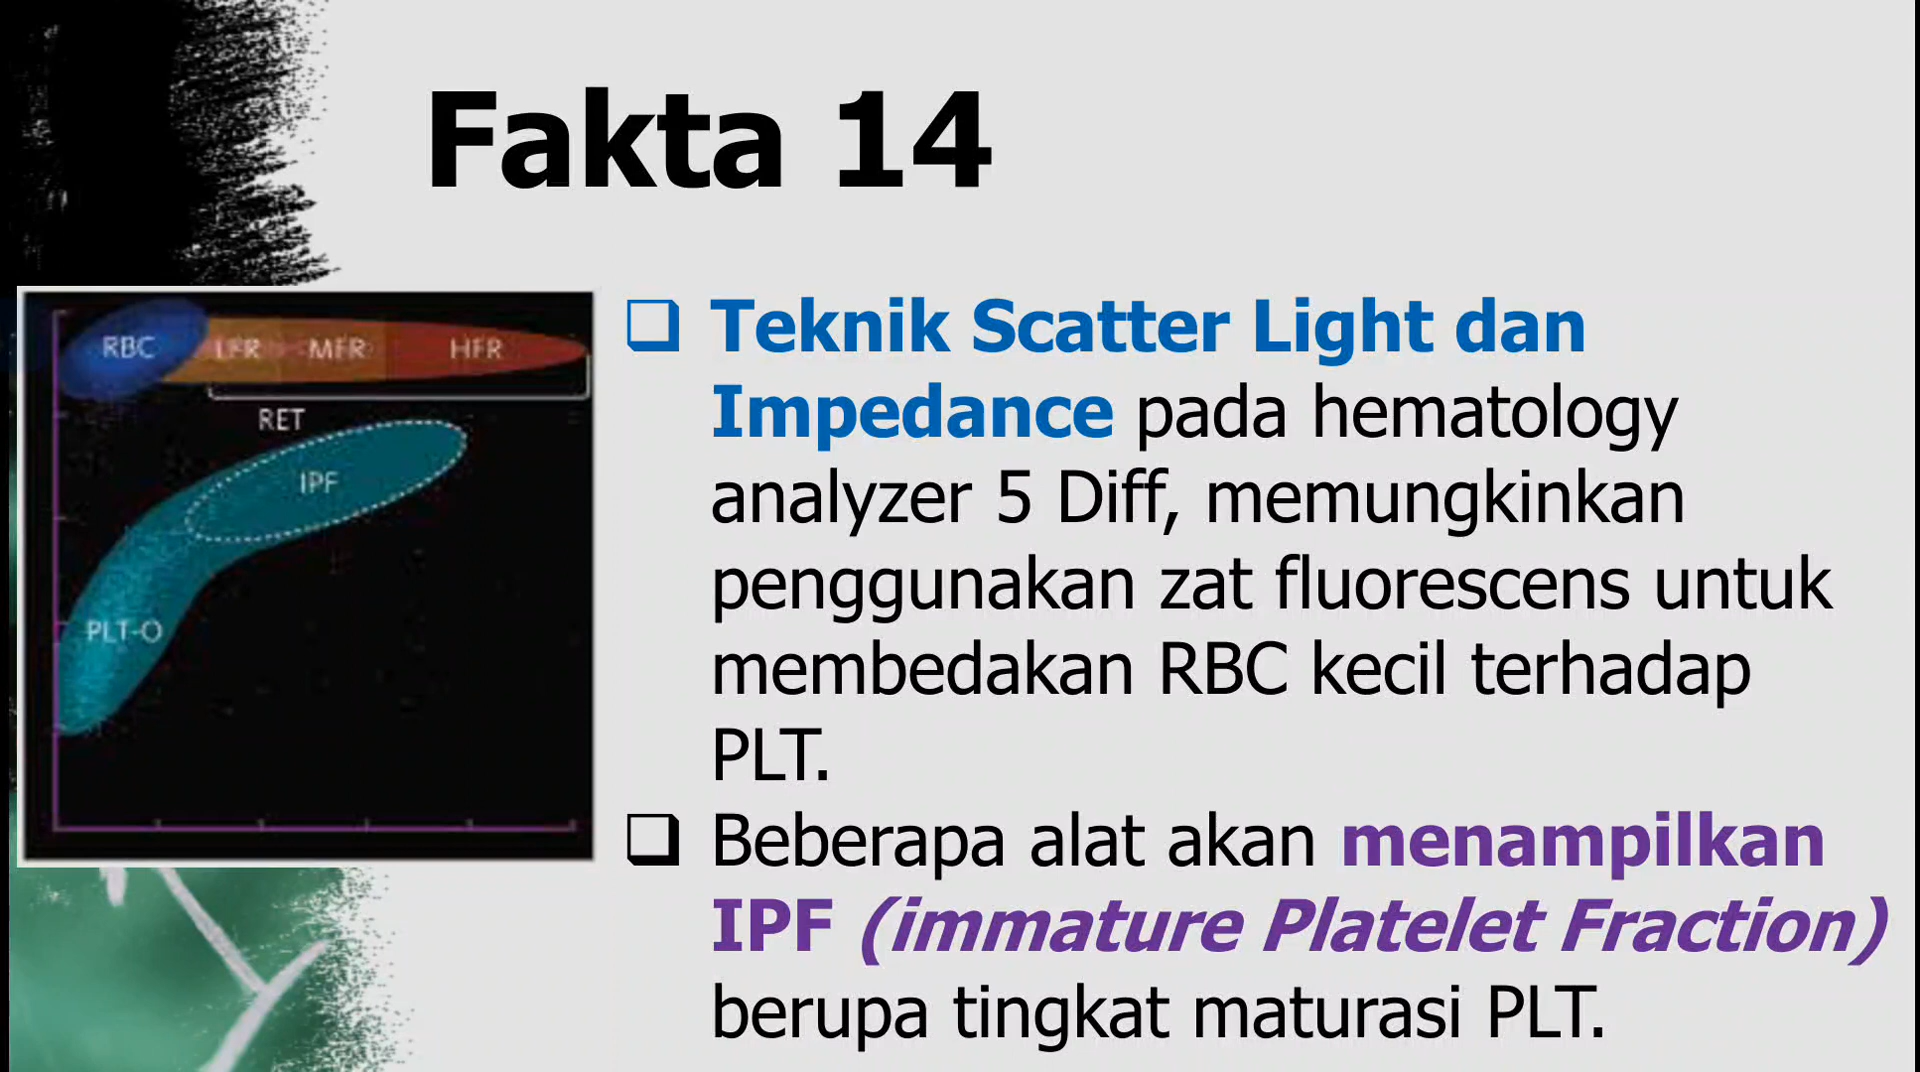 Fakta 14
RBC LFR MFR HFR
RET
IPF
PLT-O
❑ Teknik Scatter Light dan
Impedance pada hematology
analyzer 5 Diff, memungkinkan
penggunakan zat fluorescens untuk
membedakan RBC kecil terhadap
PLT.
❑ Beberapa alat akan menampilkan
IPF (immature Platelet Fraction)
berupa tingkat maturasi PLT.